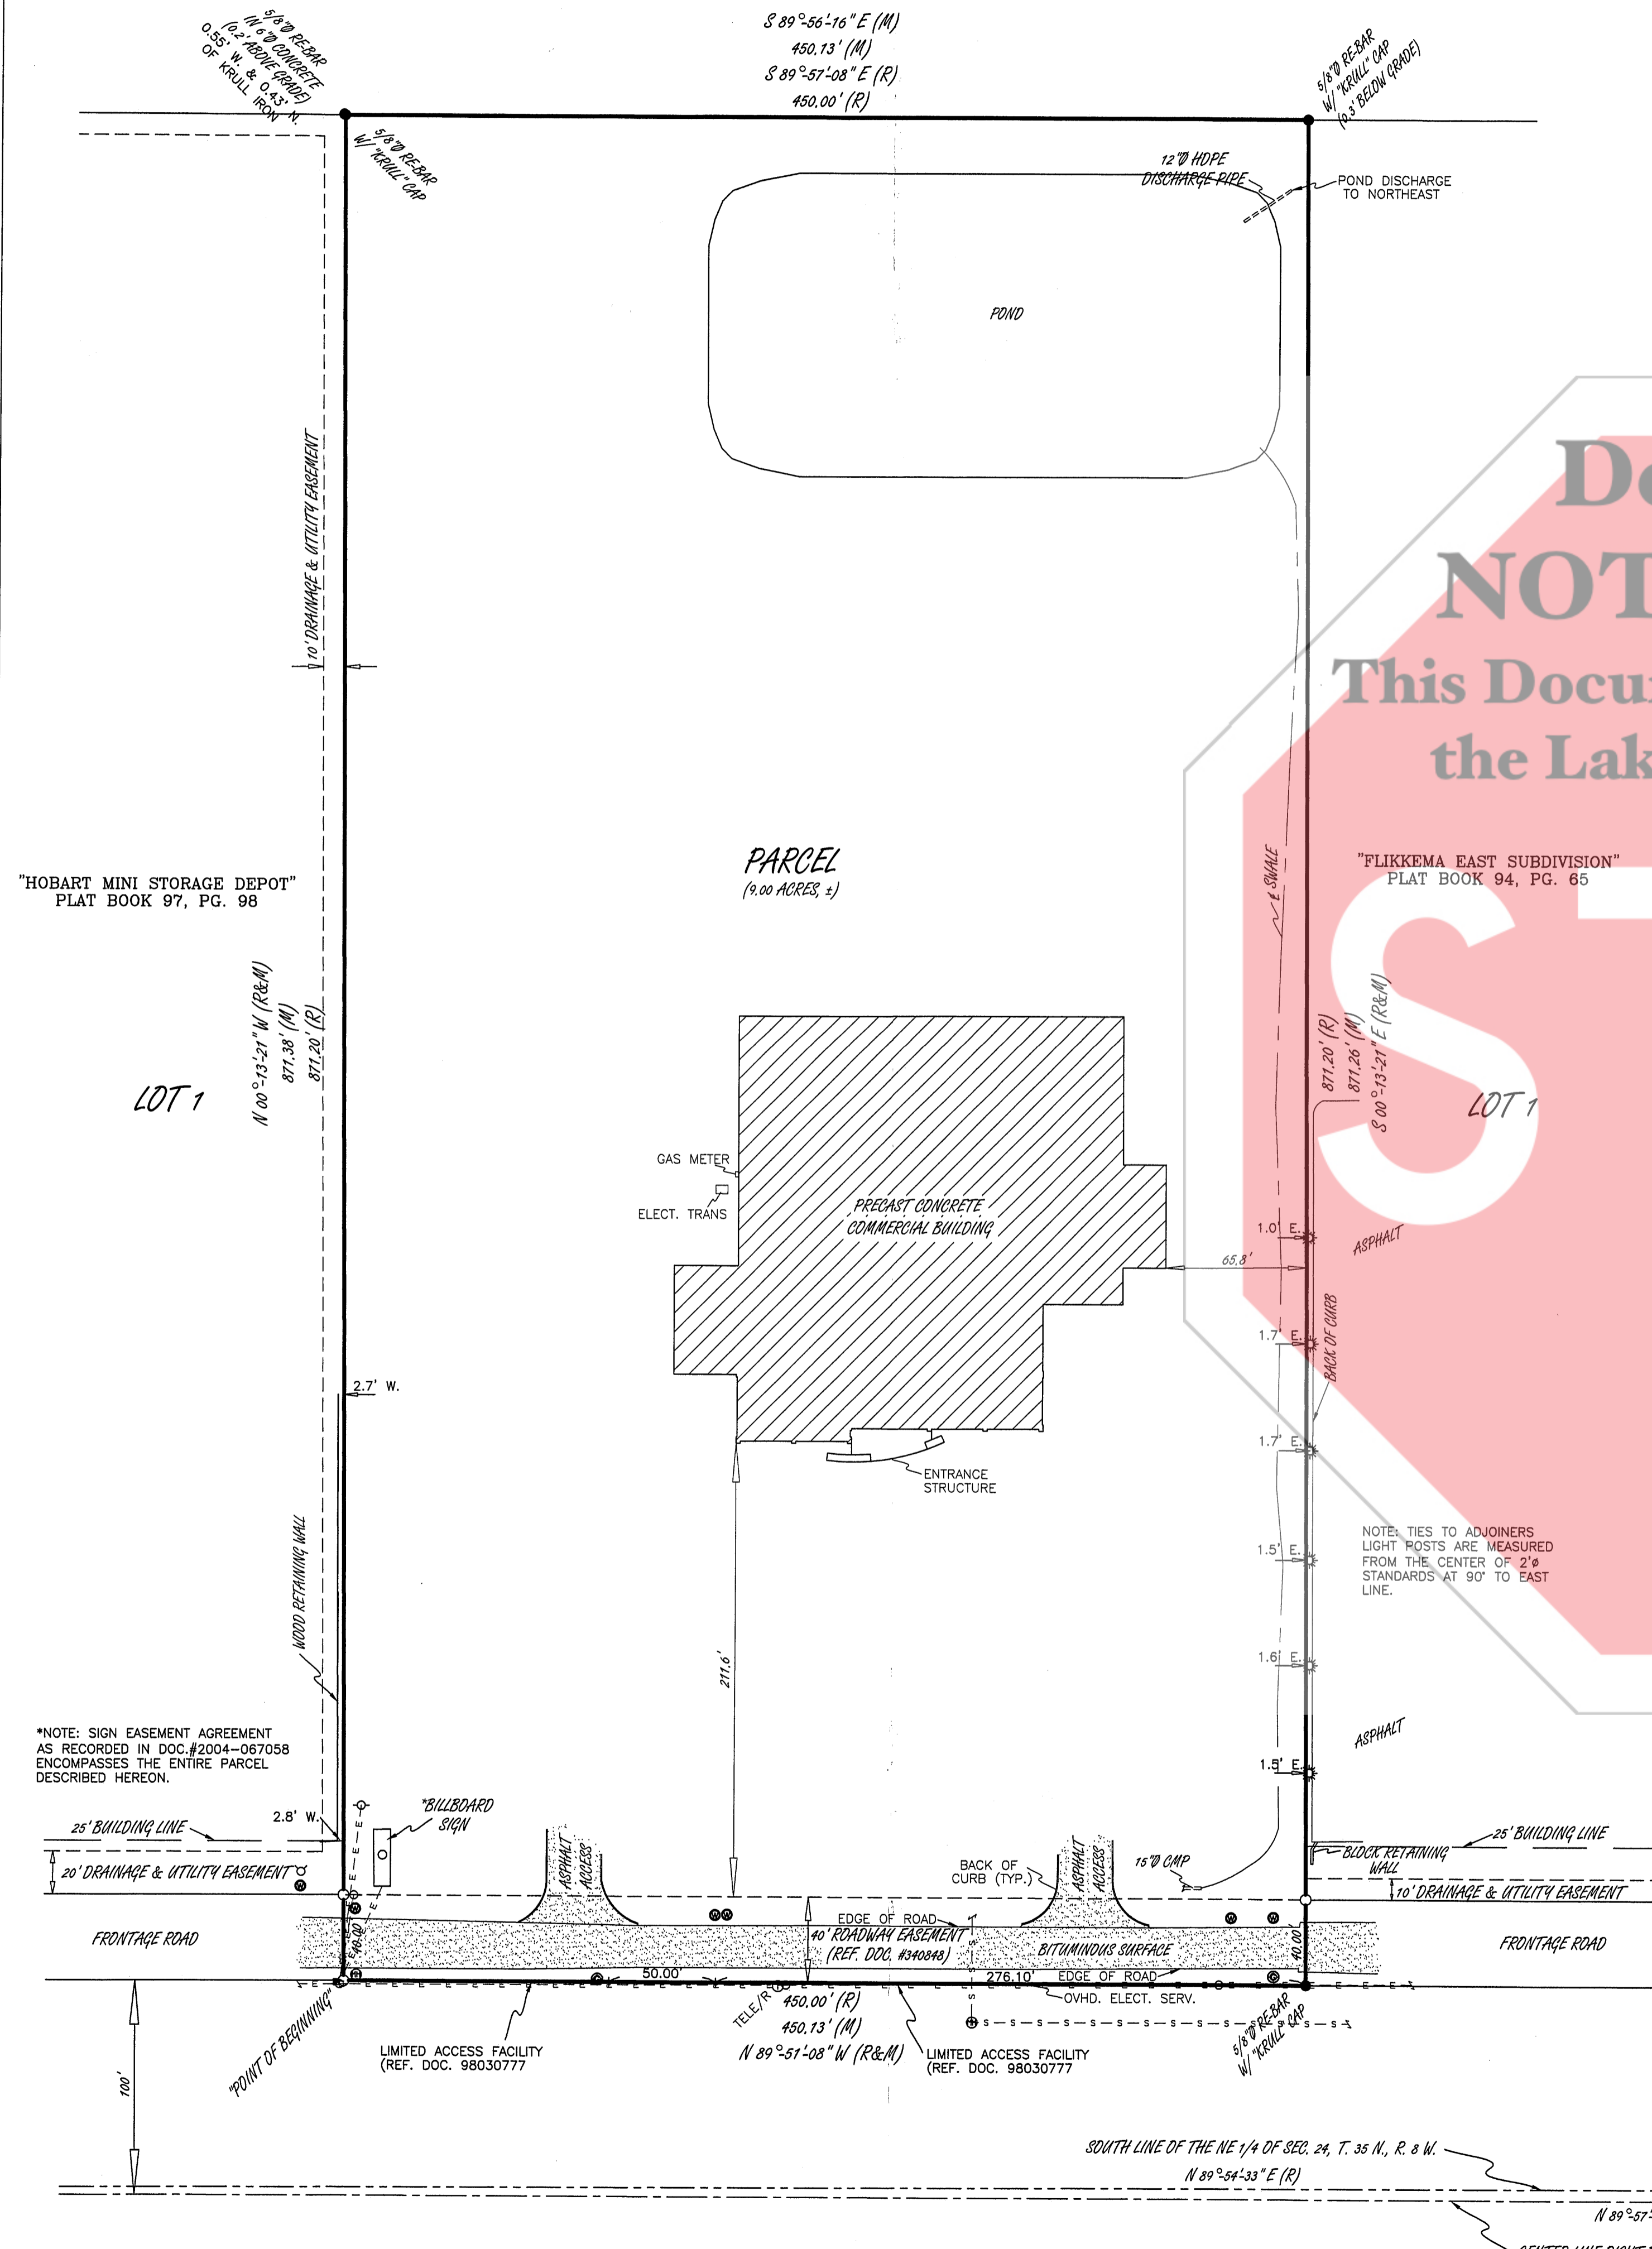 S 89°-56'-16" E (M)
450.13' (M)
S 89°-57'-08" E (R)
450.00' (R)
5/8"Ø RE-BAR
IN 6"Ø CONCRETE
(0.2' ABOVE GRADE)
0.55' W. & 0.43' N.
OF KRULL IRON
5/8"Ø RE-BAR
W/ "KRULL" CAP
(0.3' BELOW GRADE)
5/8"Ø RE-BAR
W/ "KRULL" CAP
12"Ø HDPE
DISCHARGE PIPE
POND DISCHARGE
TO NORTHEAST
POND
10' DRAINAGE & UTILITY EASEMENT
Do
NOT
This Docu
the Lak
ST
PARCEL
(9.00 ACRES, ±)
"HOBART MINI STORAGE DEPOT"
PLAT BOOK 97, PG. 98
"FLIKKEMA EAST SUBDIVISION"
PLAT BOOK 94, PG. 65
℄ SWALE
N 00°-13'-21" W (R&M)
871.38' (M)
871.20' (R)
871.20' (R)
871.26' (M)
S 00°-13'-21" E (R&M)
LOT 1
LOT 1
GAS METER
ELECT. TRANS
PRECAST CONCRETE
COMMERCIAL BUILDING
1.0' E.
ASPHALT
65.8'
1.7' E.
BACK OF CURB
2.7' W.
1.7' E.
ENTRANCE
STRUCTURE
WOOD RETAINING WALL
NOTE: TIES TO ADJOINERS
LIGHT POSTS ARE MEASURED
FROM THE CENTER OF 2'Ø
STANDARDS AT 90° TO EAST
LINE.
1.5' E.
211.6'
1.6' E.
*NOTE: SIGN EASEMENT AGREEMENT
AS RECORDED IN DOC.#2004-067058
ENCOMPASSES THE ENTIRE PARCEL
DESCRIBED HEREON.
ASPHALT
1.5' E.
2.8' W.
*BILLBOARD
SIGN
25' BUILDING LINE
25' BUILDING LINE
20' DRAINAGE & UTILITY EASEMENT
ASPHALT
ACCESS
BACK OF
CURB (TYP.)
ASPHALT
ACCESS
15"Ø CMP
BLOCK RETAINING
WALL
10' DRAINAGE & UTILITY EASEMENT
FRONTAGE ROAD
40.00'
EDGE OF ROAD
40' ROADWAY EASEMENT
(REF. DOC. #340848)
BITUMINOUS SURFACE
40.00'
FRONTAGE ROAD
50.00'
276.10'
EDGE OF ROAD
OVHD. ELECT. SERV.
TELE/R
450.00' (R)
450.13' (M)
N 89°-51'-08" W (R&M)
"POINT OF BEGINNING"
LIMITED ACCESS FACILITY
(REF. DOC. 98030777
LIMITED ACCESS FACILITY
(REF. DOC. 98030777
5/8"Ø RE-BAR
W/ "KRULL" CAP
100'
SOUTH LINE OF THE NE 1/4 OF SEC. 24, T. 35 N., R. 8 W.
N 89°-54'-33" E (R)
N 89°-57'-